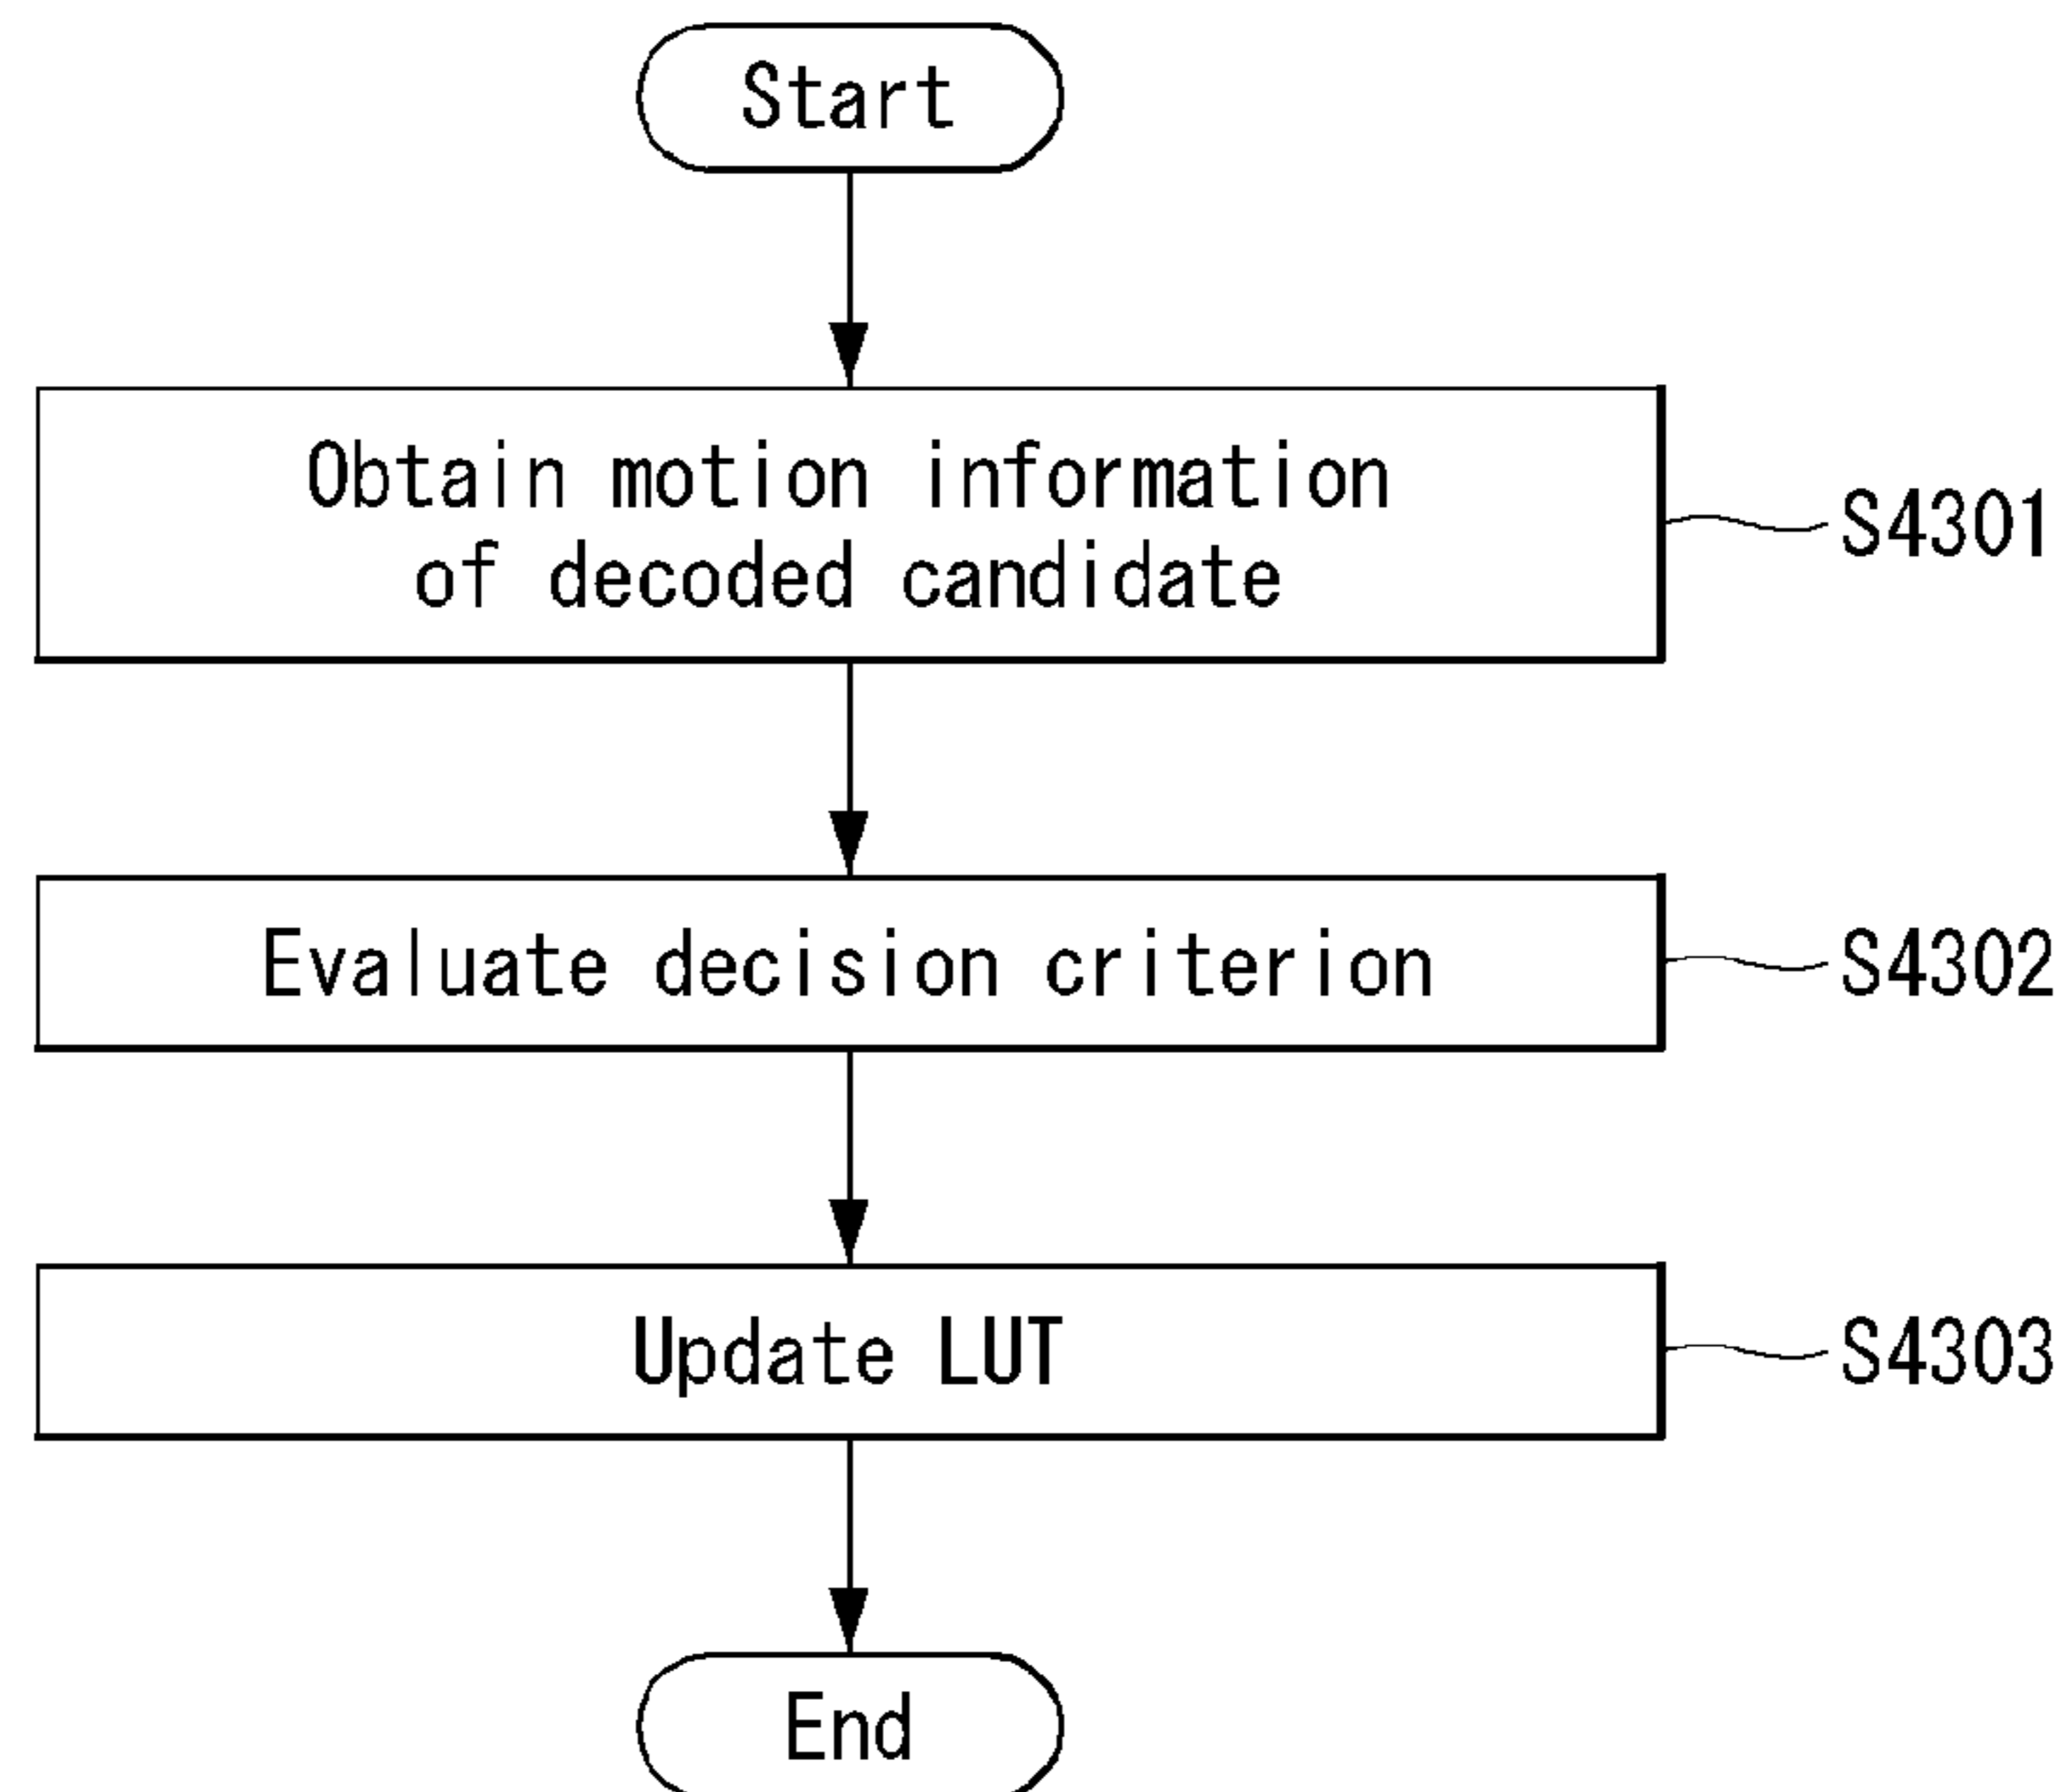 Start
Obtain motion information
of decoded candidate
S4301
Evaluate decision criterion
S4302
Update LUT
S4303
End